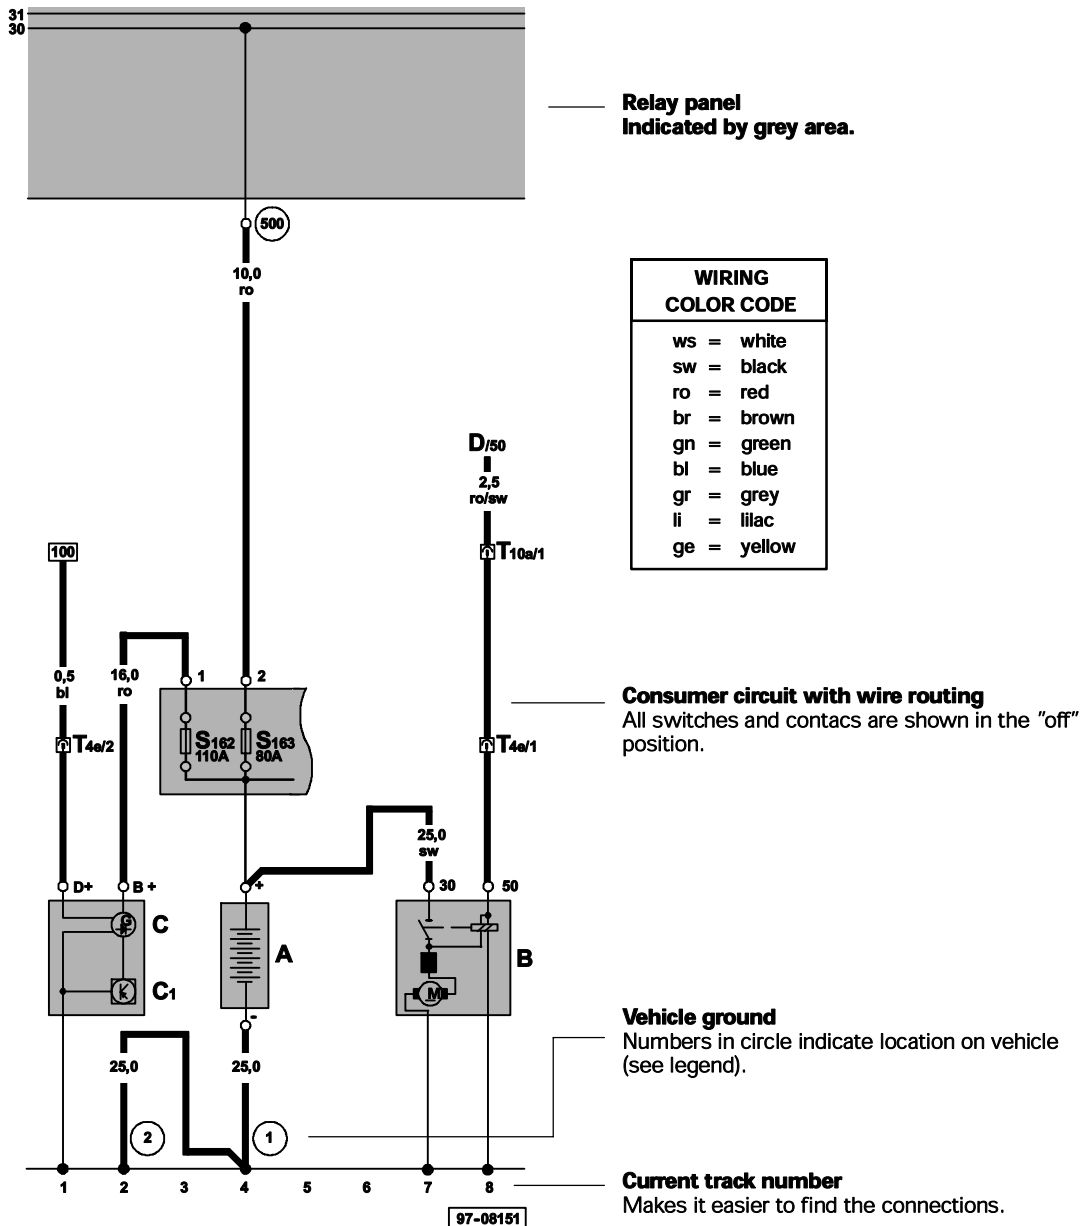 31
30
Relay panel
Indicated by grey area.
500
10,0
ro
WIRING
COLOR CODE
ws = white
sw = black
ro = red
br = brown
gn = green
bl = blue
gr = grey
li = lilac
ge = yellow
D/50
2,5
ro/sw
T10a/1
100
0,5
bl
16,0
ro
1
2
Consumer circuit with wire routing
All switches and contacs are shown in the "off"
position.
T4e/2
S162
110A
S163
80A
T4e/1
25,0
sw
D+
B+
+
30
50
G
C
A
B
C1
M
-
Vehicle ground
Numbers in circle indicate location on vehicle
(see legend).
25,0
25,0
2
1
1 2 3 4 5 6 7 8
Current track number
Makes it easier to find the connections.
97-08151